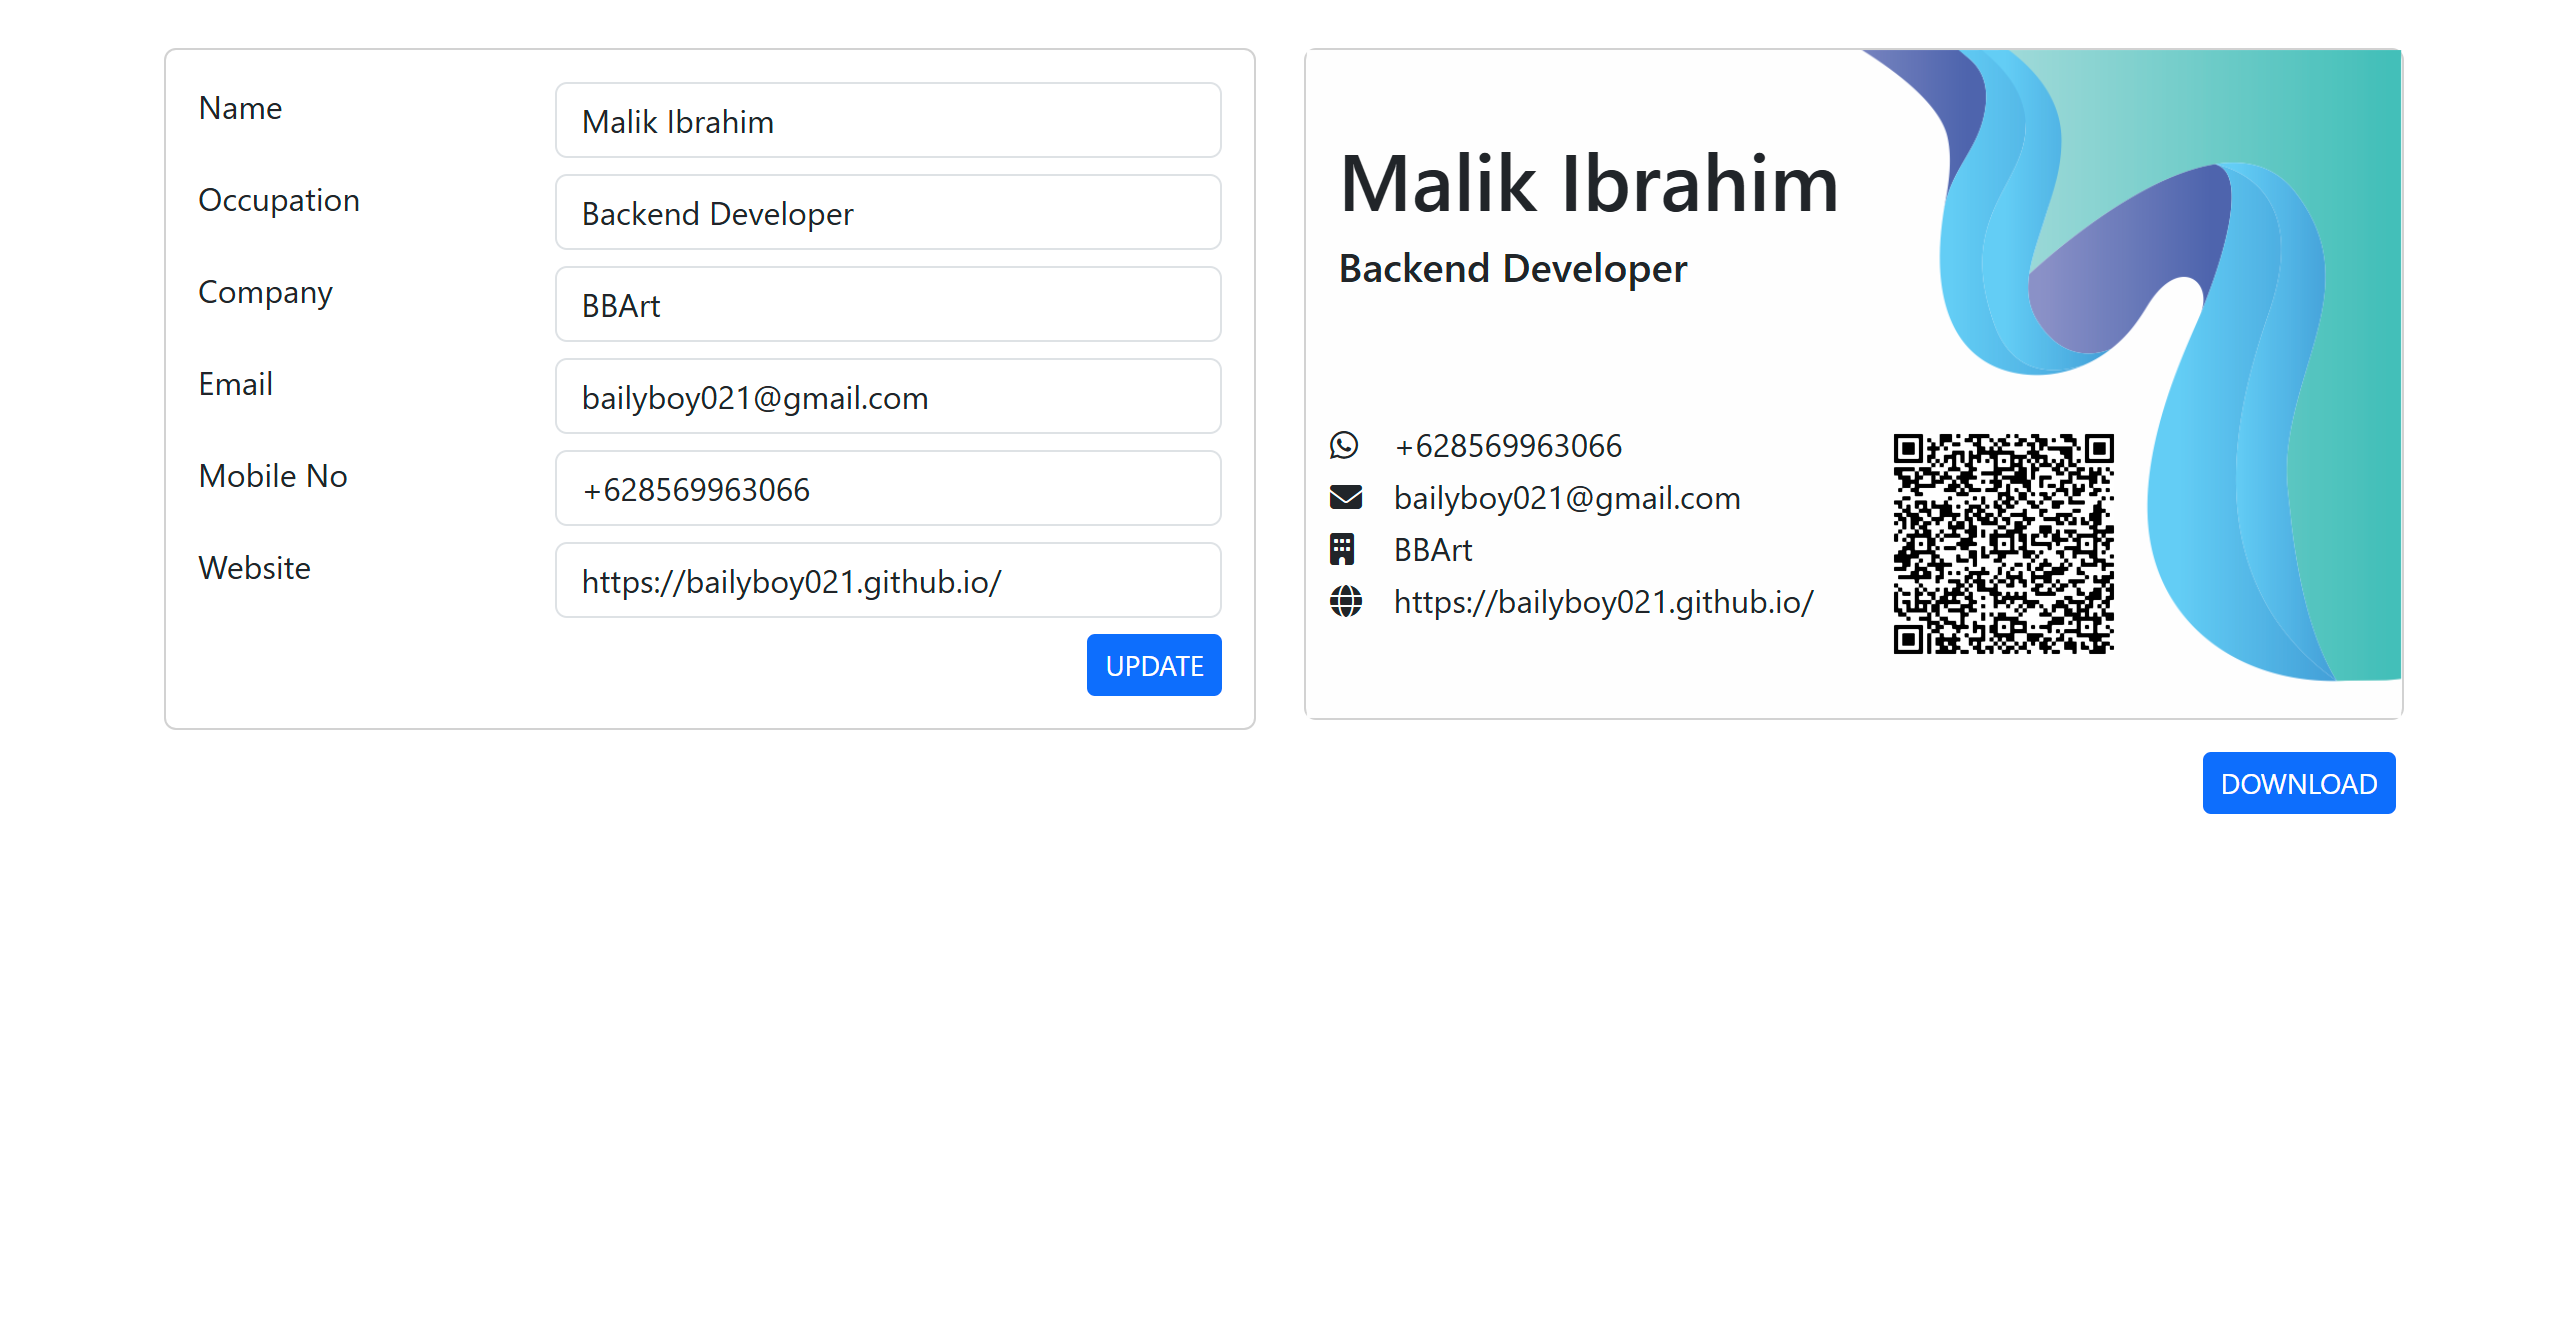 Name
Malik Ibrahim
Occupation
Backend Developer
Company
BBArt
Email
bailyboy021@gmail.com
Mobile No
+628569963066
Website
https://bailyboy021.github.io/
UPDATE
Malik Ibrahim
Backend Developer
+628569963066
bailyboy021@gmail.com
BBArt
https://bailyboy021.github.io/
DOWNLOAD